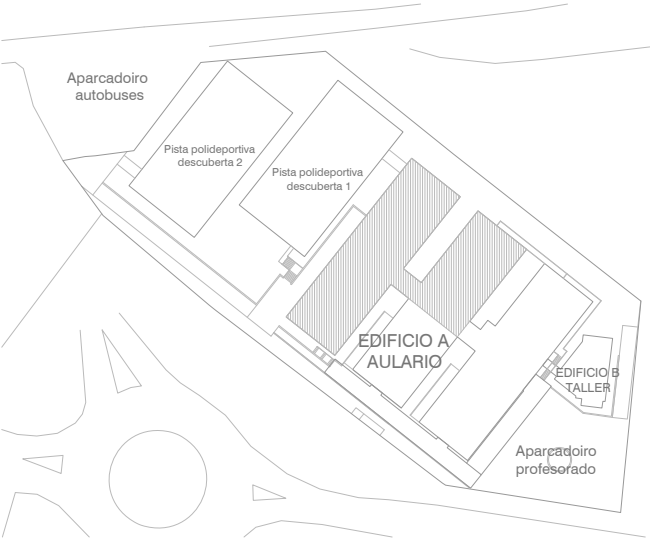 Aparcadoiro
autobuses
Pista polideportiva
descuberta 2
Pista polideportiva
descuberta 1
EDIFICIO A
AULARIO
EDIFICIO B
TALLER
Aparcadoiro
profesorado